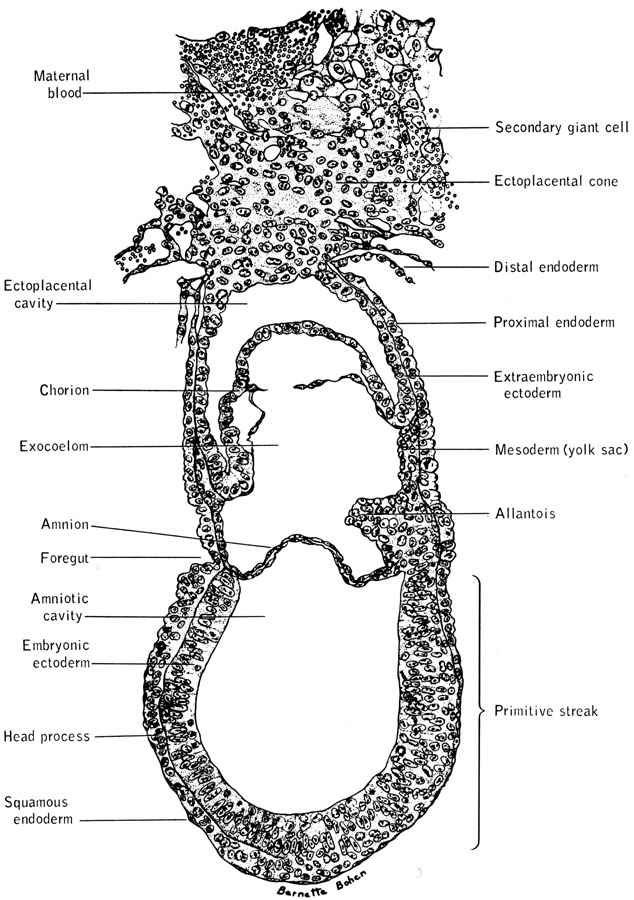 Maternal
blood
Secondary giant cell
Ectoplacental cone
Distal endoderm
Ectoplacental
cavity
Proximal endoderm
Chorion
Extraembryonic
ectoderm
Exocoelom
Mesoderm (yolk sac)
Allantois
Amnion
Foregut
Amniotic
cavity
Embryonic
ectoderm
Primitive streak
Head process
Squamous
endoderm
Bernette Bohen